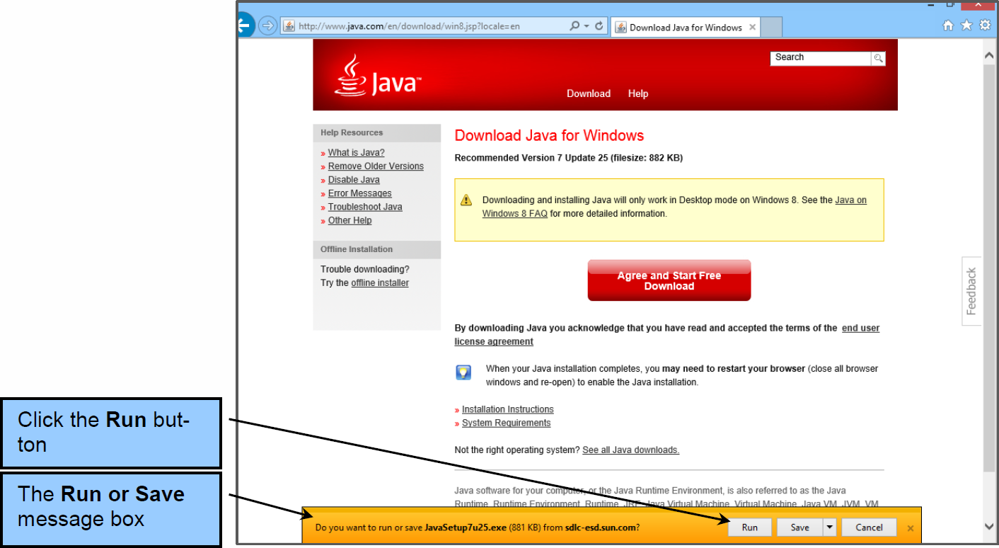 http://www.java.com/en/download/win8.jsp?locale=en
Download Java for Windows
Java™
Search
Download Help
Help Resources
» What is Java?
» Remove Older Versions
» Disable Java
» Error Messages
» Troubleshoot Java
» Other Help
Offline Installation
Trouble downloading?
Try the offline installer
Download Java for Windows
Recommended Version 7 Update 25 (filesize: 882 KB)
Downloading and installing Java will only work in Desktop mode on Windows 8. See the Java on
Windows 8 FAQ for more detailed information.
Agree and Start Free
Download
By downloading Java you acknowledge that you have read and accepted the terms of the end user
license agreement
When your Java installation completes, you may need to restart your browser (close all browser
windows and re-open) to enable the Java installation.
» Installation Instructions
» System Requirements
Not the right operating system? See all Java downloads.
Java software for your computer, or the Java Runtime Environment, is also referred to as the Java
Runtime, Runtime Environment, Runtime, JRE, Java Virtual Machine, Virtual Machine, Java VM, JVM, VM
Feedback
Do you want to run or save JavaSetup7u25.exe (881 KB) from sdlc-esd.sun.com?
Run
Save
Cancel
Click the Run but-
ton
The Run or Save
message box